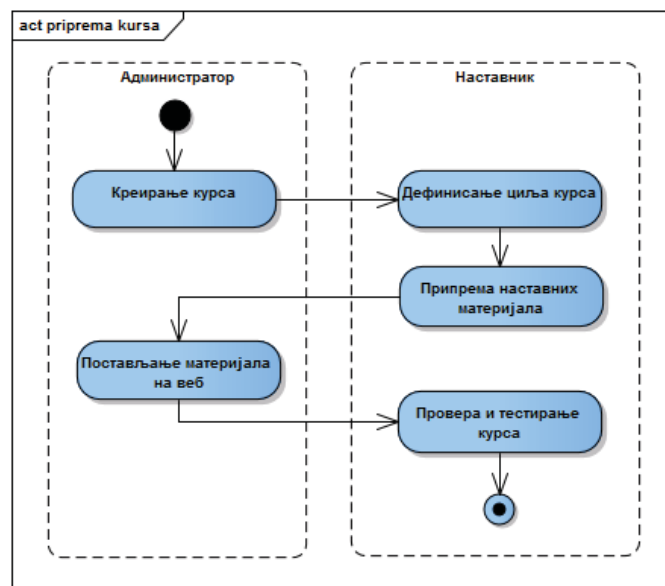 act priprema kursa
Администратор
Наставник
Креирање курса
Дефинисање циља курса
Припрема наставних
материјала
Постављање материјала
на веб
Провера и тестирање
курса